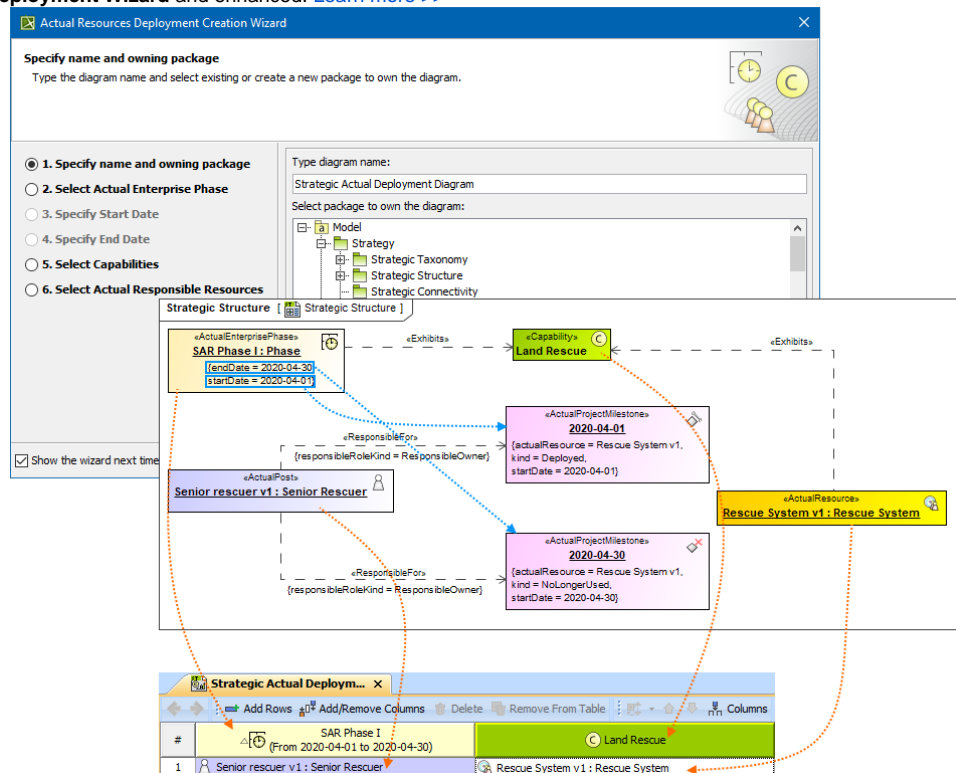 eployment Wizard and enhanced. Learn more >>
Actual Resources Deployment Creation Wizard
Specify name and owning package
Type the diagram name and select existing or create a new package to own the diagram.
C
1. Specify name and owning package
2. Select Actual Enterprise Phase
3. Specify Start Date
4. Specify End Date
5. Select Capabilities
6. Select Actual Responsible Resources
Type diagram name:
Strategic Actual Deployment Diagram
Select package to own the diagram:
a Model
Strategy
Strategic Taxonomy
Strategic Structure
Strategic Connectivity
Show the wizard next time
Strategic Structure [ Strategic Structure ]
«ActualEnterprisePhase»
SAR Phase I : Phase
{endDate = 2020-04-30
startDate = 2020-04-01}
«Exhibits»
«Capability»
C
Land Rescue
«Exhibits»
«ActualProjectMilestone»
2020-04-01
{actualResource = Rescue System v1,
kind = Deployed,
startDate = 2020-04-01}
«ResponsibleFor»
{responsibleRoleKind = ResponsibleOwner}
«ActualPost»
Senior rescuer v1 : Senior Rescuer
«ActualResource»
Rescue System v1 : Rescue System
«ActualProjectMilestone»
2020-04-30
{actualResource = Rescue System v1,
kind = NoLongerUsed,
startDate = 2020-04-30}
«ResponsibleFor»
{responsibleRoleKind = ResponsibleOwner}
Strategic Actual Deploym... ×
Add Rows Add/Remove Columns Delete Remove From Table Columns
# SAR Phase I
(From 2020-04-01 to 2020-04-30)
C Land Rescue
1 Senior rescuer v1 : Senior Rescuer Rescue System v1 : Rescue System